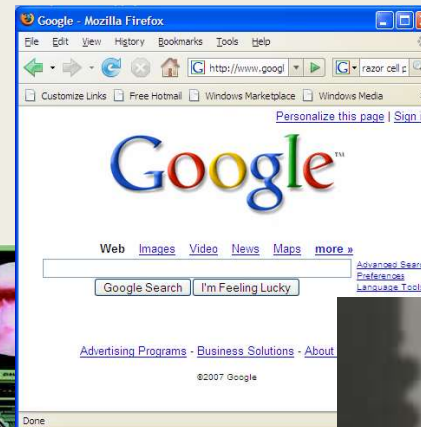 Google - Mozilla Firefox
File Edit View History Bookmarks Tools Help
http://www.googl razor cell p
Customize Links Free Hotmail Windows Marketplace Windows Media
Personalize this page | Sign i
Google™
Web Images Video News Maps more »
Advanced Sear
Preferences
Language Tools
Google Search I'm Feeling Lucky
Advertising Programs - Business Solutions - About
©2007 Google
Done